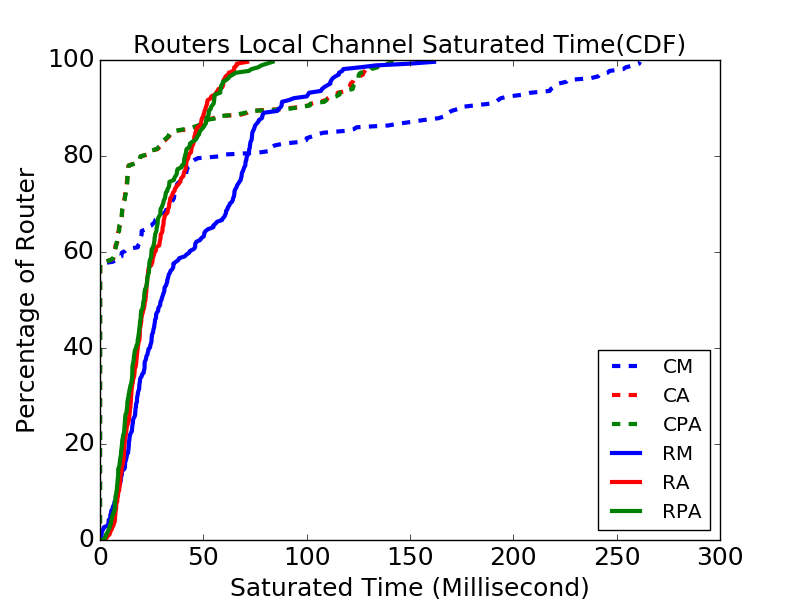 Routers Local Channel Saturated Time(CDF)
100
80
60
40
20
0
Percentage of Router
0 50 100 150 200 250 300
Saturated Time (Millisecond)
CM
CA
CPA
RM
RA
RPA